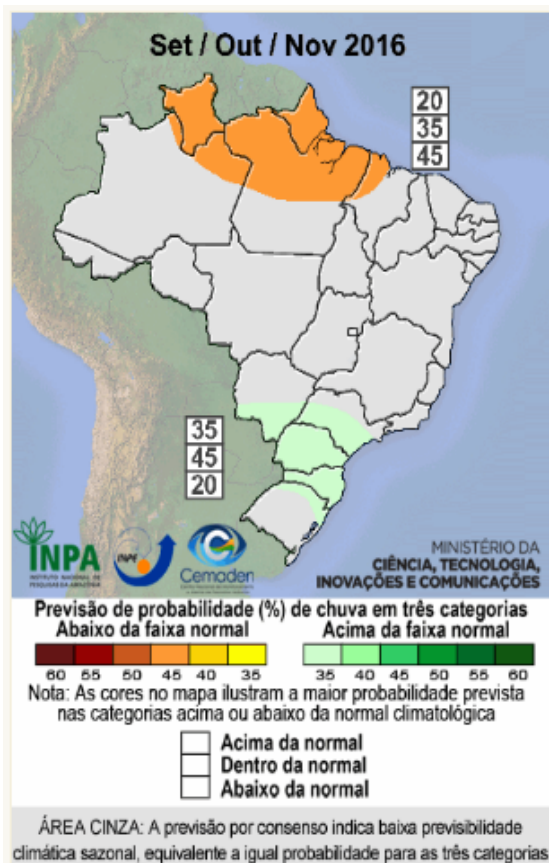 Set / Out / Nov 2016
20
35
45
35
45
20
INPA
INSTITUTO NACIONAL DE
PESQUISAS DA AMAZÔNIA
INPE
Cemaden
MINISTÉRIO DA
CIÊNCIA, TECNOLOGIA,
INOVAÇÕES E COMUNICAÇÕES
Previsão de probabilidade (%) de chuva em três categorias
Abaixo da faixa normal
Acima da faixa normal
60 55 50 45 40 35
35 40 45 50 55 60
Nota: As cores no mapa ilustram a maior probabilidade prevista
nas categorias acima ou abaixo da normal climatológica
Acima da normal
Dentro da normal
Abaixo da normal
ÁREA CINZA: A previsão por consenso indica baixa previsibilidade
climática sazonal, equivalente a igual probabilidade para as três categorias